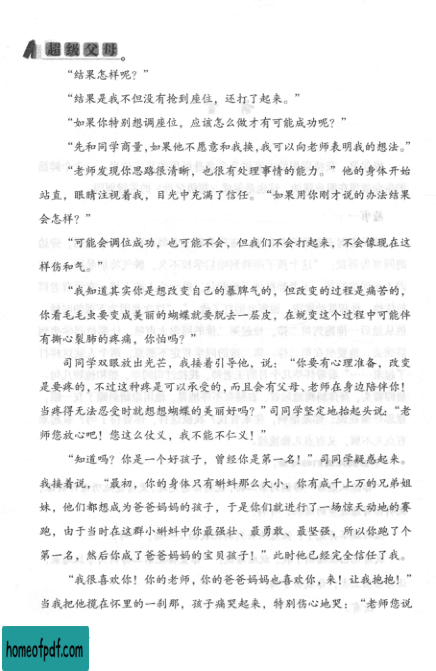 超级父母
“结果怎样呢？”
“结果是我不但没有抢到座位，还打了起来。”
“如果你特别想调座位，应该怎么做才有可能成功呢？”
“先和同学商量，如果他不愿意和我换，我可以向老师表明我的想法。”
“老师发现你思路很清晰，也很有处理事情的能力。”他的身体开始
站直，眼睛注视着我，目光中充满了信任。“如果用你刚才说的办法结果
会怎样？”
“可能会调位成功，也可能不会，但我们不会打起来，不会像现在这
样伤和气。”
“我知道其实你是想改变自己的暴脾气的，但改变的过程是痛苦的，
你看毛毛虫要变成美丽的蝴蝶就要脱去一层皮，在蜕变这个过程中可能伴
有撕心裂肺的疼痛，你怕吗？”
司同学双眼放出光芒，我接着引导他，说：“你要有心理准备，改变
是要疼的，不过这种疼是可以承受的，而且会有父母、老师在身边陪伴你！
当疼得无法忍受时就想想蝴蝶的美丽好吗？”司同学坚定地抬起头说：“老
师您放心吧！您这么仗义，我不能不仁义！”
“知道吗？你是一个好孩子，曾经你是第一名！”司同学疑惑起来。
我接着说，“最初，你的身体只有蝌蚪那么大小，你有成千上万的兄弟姐
妹，他们都想成为爸爸妈妈的孩子，于是你们就进行了一场惊天动地的赛
跑，由于当时在这群小蝌蚪中你最强壮、最勇敢、最坚强，所以你跑了个
第一名，然后你成了爸爸妈妈的宝贝孩子！”此时他已经完全信任了我。
“我很喜欢你！你的老师，你的爸爸妈妈也喜欢你，来！让我抱抱！”
当我把他揽在怀里的一刹那，孩子痛哭起来，特别伤心地哭：“老师您说
homeofpdf.com